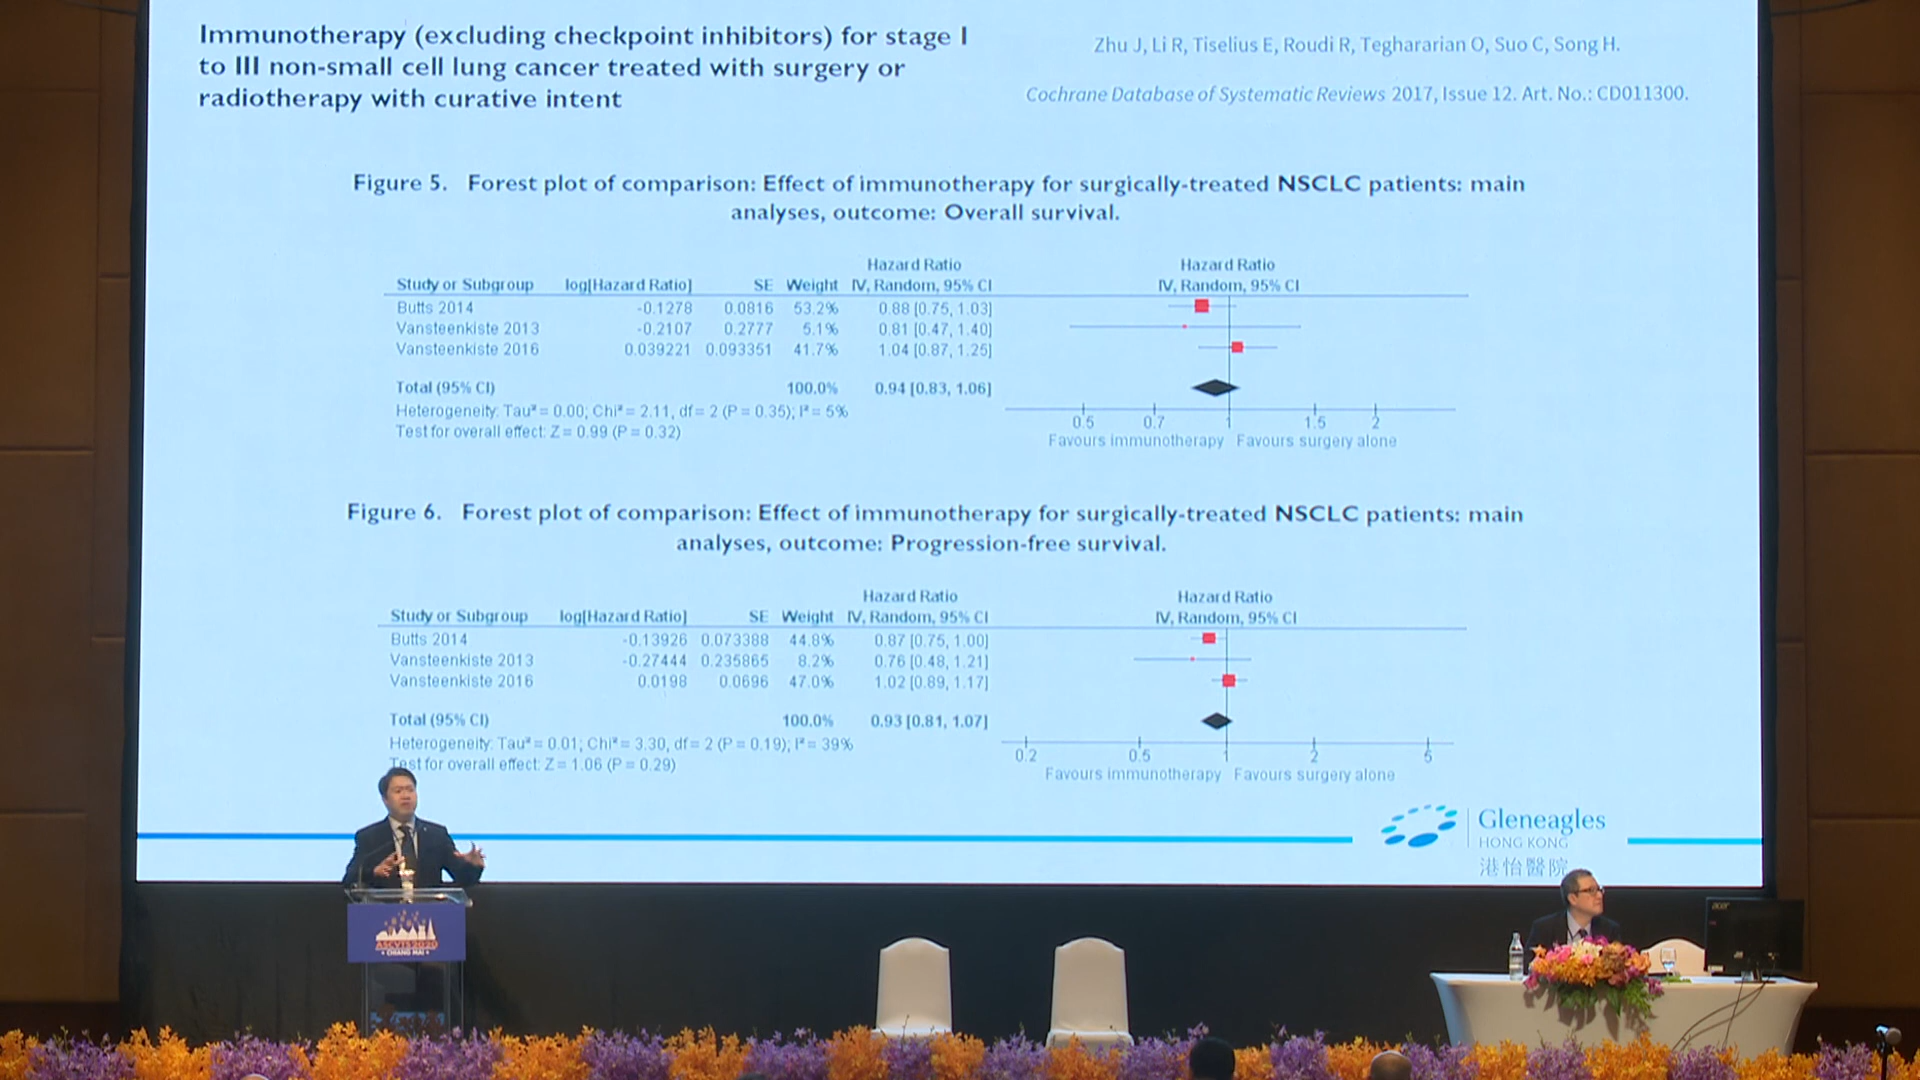 Immunotherapy (excluding checkpoint inhibitors) for stage I
to III non-small cell lung cancer treated with surgery or
radiotherapy with curative intent
Zhu J, Li R, Tiselius E, Roudi R, Teghararian O, Suo C, Song H.
Cochrane Database of Systematic Reviews 2017, Issue 12. Art. No.: CD011300.
Figure 5. Forest plot of comparison: Effect of immunotherapy for surgically-treated NSCLC patients: main
analyses, outcome: Overall survival.
Hazard Ratio Hazard Ratio
Study or Subgroup log[Hazard Ratio] SE Weight IV, Random, 95% CI IV, Random, 95% CI
Butts 2014 -0.1278 0.0816 53.2% 0.88 [0.75, 1.03]
Vansteenkiste 2013 -0.2107 0.2777 5.1% 0.81 [0.47, 1.40]
Vansteenkiste 2016 0.039221 0.093351 41.7% 1.04 [0.87, 1.25]
Total (95% CI) 100.0% 0.94 [0.83, 1.06]
Heterogeneity: Tau² = 0.00; Chi² = 2.11, df = 2 (P = 0.35); I² = 5%
Test for overall effect: Z = 0.99 (P = 0.32)
0.5 0.7 1 1.5 2
Favours immunotherapy Favours surgery alone
Figure 6. Forest plot of comparison: Effect of immunotherapy for surgically-treated NSCLC patients: main
analyses, outcome: Progression-free survival.
Hazard Ratio Hazard Ratio
Study or Subgroup log[Hazard Ratio] SE Weight IV, Random, 95% CI IV, Random, 95% CI
Butts 2014 -0.13926 0.073388 44.8% 0.87 [0.75, 1.00]
Vansteenkiste 2013 -0.27444 0.235865 8.2% 0.76 [0.48, 1.21]
Vansteenkiste 2016 0.0198 0.0696 47.0% 1.02 [0.89, 1.17]
Total (95% CI) 100.0% 0.93 [0.81, 1.07]
Heterogeneity: Tau² = 0.01; Chi² = 3.30, df = 2 (P = 0.19); I² = 39%
Test for overall effect: Z = 1.06 (P = 0.29)
0.2 0.5 1 2 5
Favours immunotherapy Favours surgery alone
Gleneagles
HONG KONG
港怡醫院
acer
ASCVTS 2020
• CHIANG MAI •